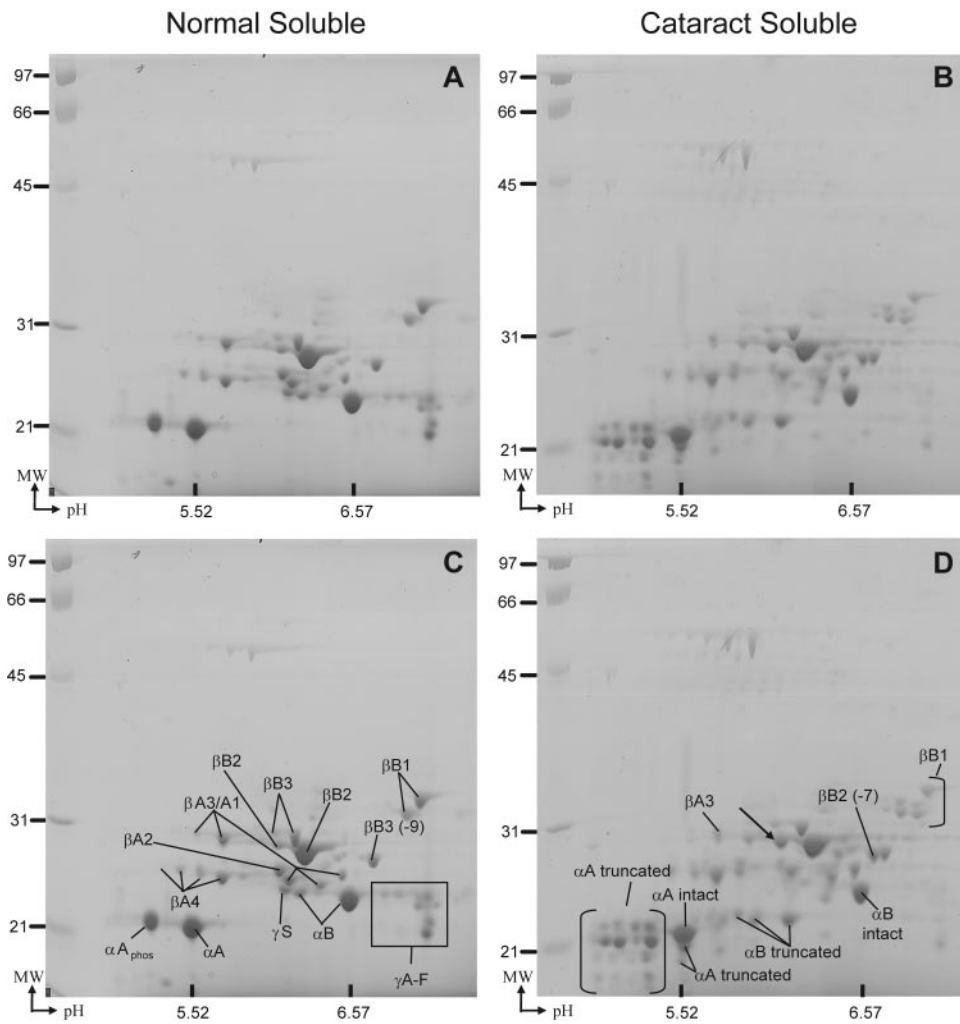 Normal Soluble
Cataract Soluble
A
97
66
45
31
21
MW
pH
5.52
6.57
B
97
66
45
31
21
MW
pH
5.52
6.57
C
97
66
45
31
21
βB2
βB3
βB2
βB1
βA3/A1
βB3 (-9)
βA2
βA4
αAphos
αA
γS
αB
γA-F
MW
pH
5.52
6.57
D
97
66
45
31
21
βB1
βA3
βB2 (-7)
αA truncated
αA intact
αB
intact
αB truncated
αA truncated
MW
pH
5.52
6.57